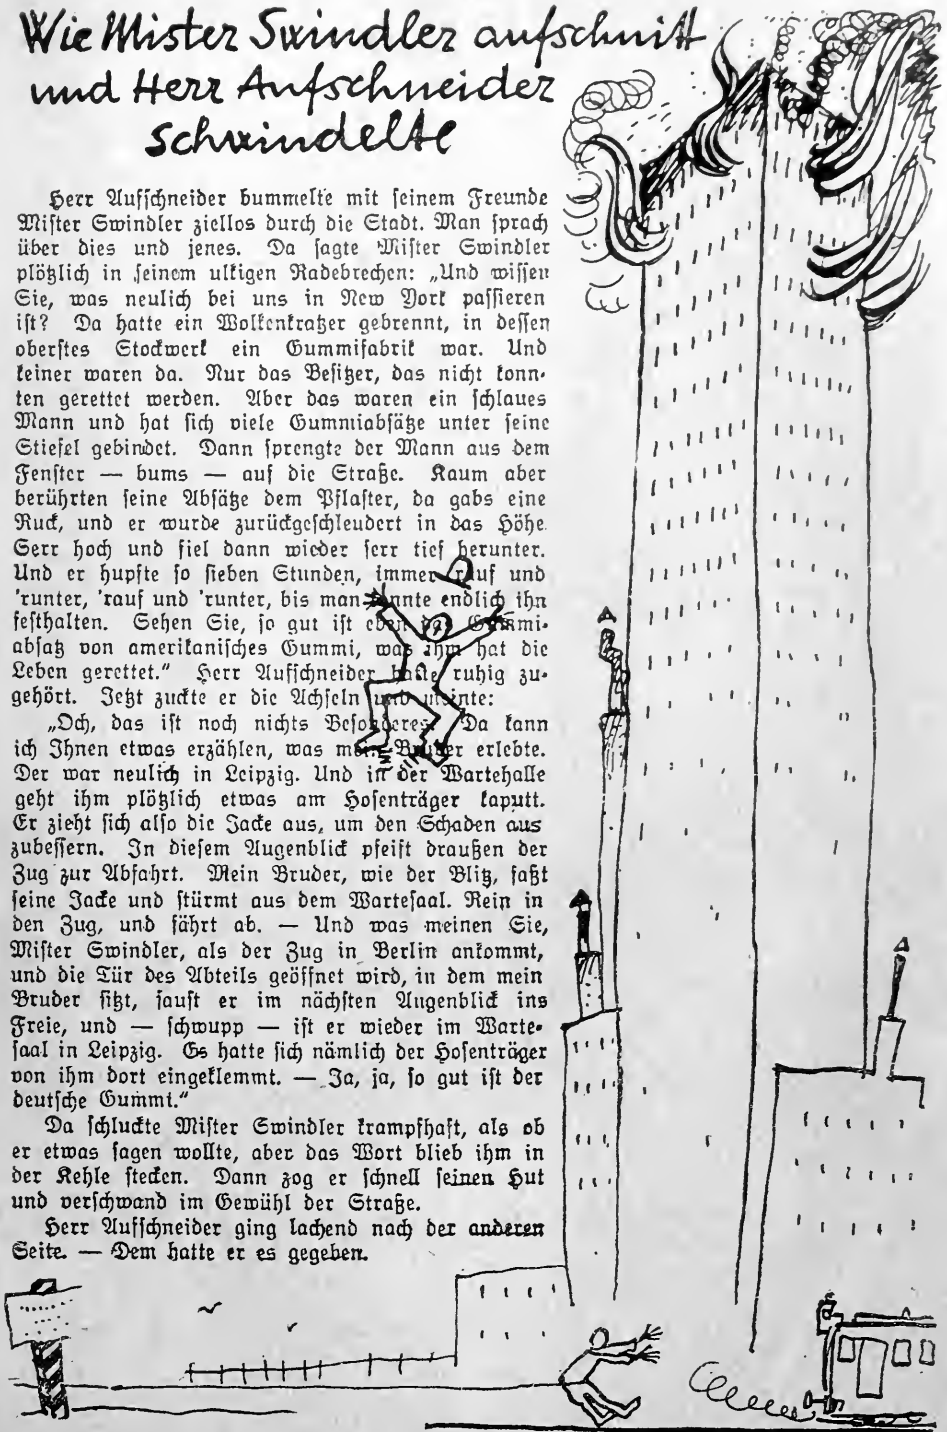 Wie Mister Swindler aufschnitt
und Herr Aufschneider
schwindelte
Herr Aufschneider bummelte mit seinem Freunde
Mister Swindler ziellos durch die Stadt. Man sprach
über dies und jenes. Da sagte Mister Swindler
plötzlich in seinem ulkigen Radebrechen: „Und wissen
Sie, was neulich bei uns in New York passieren
ist? Da hatte ein Wolkenkratzer gebrennt, in dessen
oberstes Stockwerk ein Gummifabrik war. Und
keiner waren da. Nur das Besitzer, das nicht konn-
ten gerettet werden. Aber das waren ein schlaues
Mann und hat sich viele Gummiabsätze unter seine
Stiefel gebindet. Dann sprengte der Mann aus dem
Fenster — bums — auf die Straße. Kaum aber
berührten seine Absätze dem Pflaster, da gabs eine
Ruck, und er wurde zurückgeschleudert in das Höhe.
Serr hoch und fiel dann wieder serr tief herunter.
Und er hupfte so sieben Stunden, immer 'rauf und
'runter, 'rauf und 'runter, bis man konnte endlich ihn
festhalten. Sehen Sie, so gut ist eben das Gummi-
absatz von amerikanisches Gummi, was ihm hat die
Leben gerettet.“ Herr Aufschneider hatte ruhig zu-
gehört. Jetzt zuckte er die Achseln und meinte:
„Och, das ist noch nichts Besonderes. Da kann
ich Ihnen etwas erzählen, was mein Bruder erlebte.
Der war neulich in Leipzig. Und in der Wartehalle
geht ihm plötzlich etwas am Hosenträger kaputt.
Er zieht sich also die Jacke aus, um den Schaden aus
zubessern. In diesem Augenblick pfeift draußen der
Zug zur Abfahrt. Mein Bruder, wie der Blitz, faßt
seine Jacke und stürmt aus dem Wartesaal. Rein in
den Zug, und fährt ab. — Und was meinen Sie,
Mister Swindler, als der Zug in Berlin ankommt,
und die Tür des Abteils geöffnet wird, in dem mein
Bruder sitzt, saust er im nächsten Augenblick ins
Freie, und — schwupp — ist er wieder im Warte-
saal in Leipzig. Es hatte sich nämlich der Hosenträger
von ihm dort eingeklemmt. — Ja, ja, so gut ist der
deutsche Gummi.“
Da schluckte Mister Swindler krampfhaft, als ob
er etwas sagen wollte, aber das Wort blieb ihm in
der Kehle stecken. Dann zog er schnell seinen Hut
und verschwand im Gewühl der Straße.
Herr Aufschneider ging lachend nach der anderen
Seite. — Dem hatte er es gegeben.